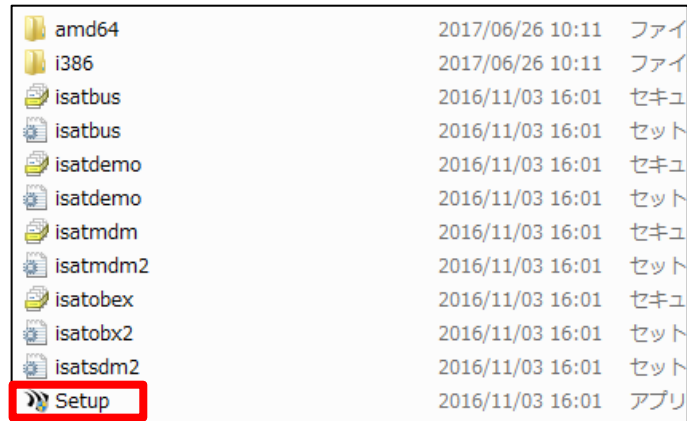 amd64 2017/06/26 10:11 ファイ
i386 2017/06/26 10:11 ファイ
isatbus 2016/11/03 16:01 セキュ
isatbus 2016/11/03 16:01 セット
isatdemo 2016/11/03 16:01 セキュ
isatdemo 2016/11/03 16:01 セット
isatmdm 2016/11/03 16:01 セキュ
isatmdm2 2016/11/03 16:01 セット
isatobex 2016/11/03 16:01 セキュ
isatobx2 2016/11/03 16:01 セット
isatsdm2 2016/11/03 16:01 セット
Setup 2016/11/03 16:01 アプリ